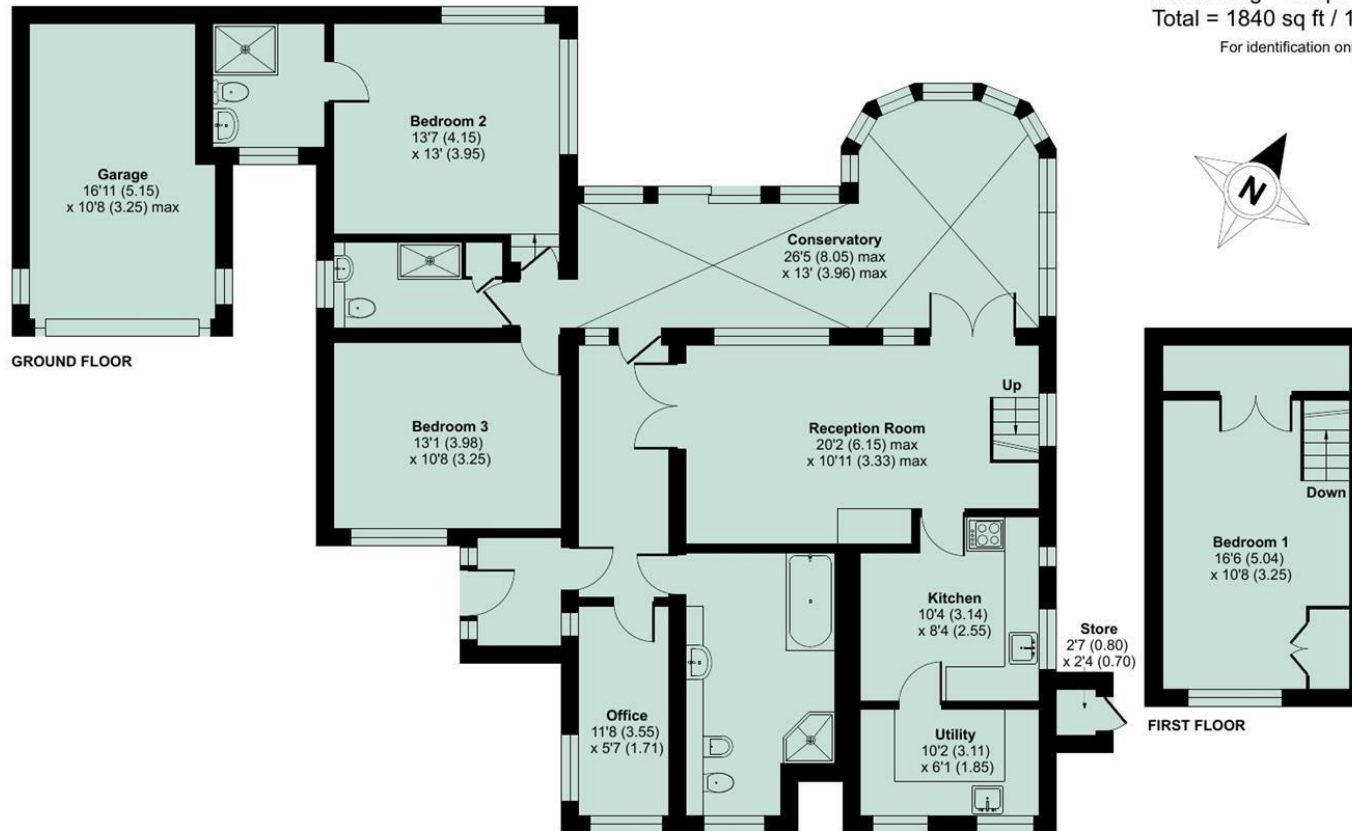 Total = 1840 sq ft / 1
For identification onl
Garage
16'11 (5.15)
x 10'8 (3.25) max
Bedroom 2
13'7 (4.15)
x 13' (3.95)
N
Conservatory
26'5 (8.05) max
x 13' (3.96) max
GROUND FLOOR
Bedroom 3
13'1 (3.98)
x 10'8 (3.25)
Up
Reception Room
20'2 (6.15) max
x 10'11 (3.33) max
Down
Bedroom 1
16'6 (5.04)
x 10'8 (3.25)
Kitchen
10'4 (3.14)
x 8'4 (2.55)
Store
2'7 (0.80)
x 2'4 (0.70)
Office
11'8 (3.55)
x 5'7 (1.71)
Utility
10'2 (3.11)
x 6'1 (1.85)
FIRST FLOOR